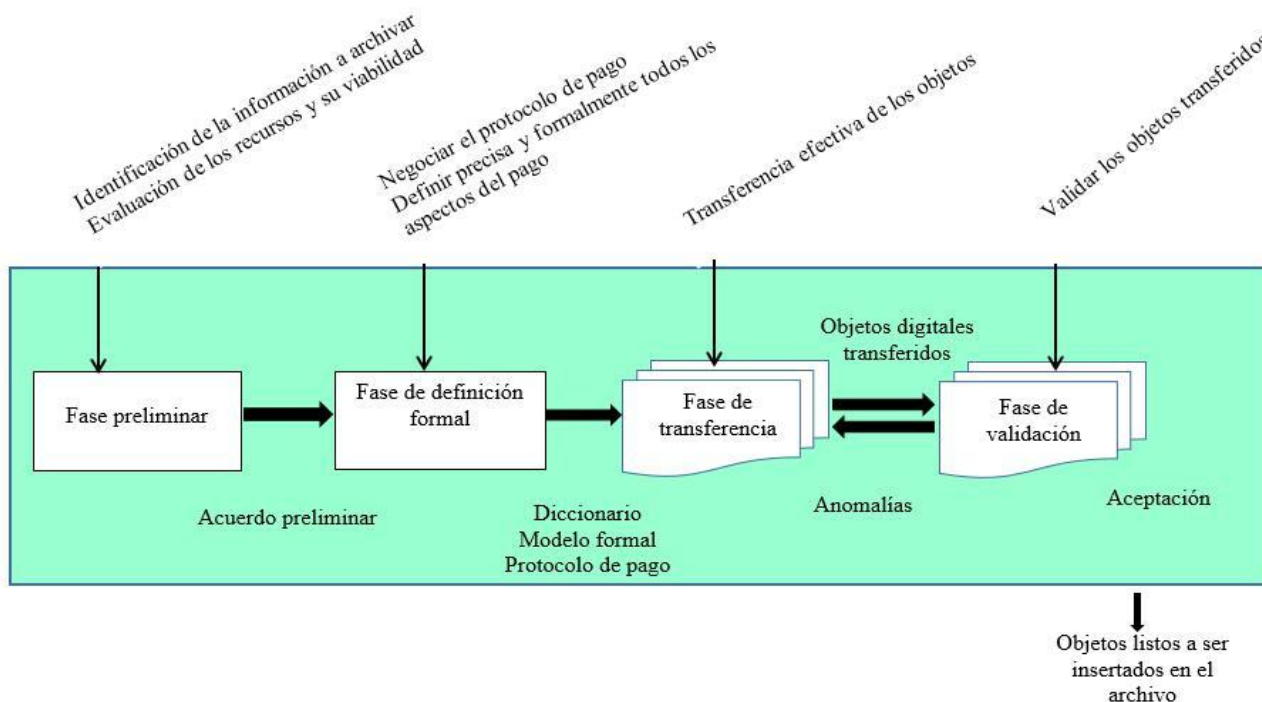 Identificación de la información a archivar
Evaluación de los recursos y su viabilidad
Negociar el protocolo de pago
Definir precisa y formalmente todos los
aspectos del pago
Transferencia efectiva de los objetos
Validar los objetos transferidos
Fase preliminar
Fase de definición
formal
Fase de
transferencia
Objetos digitales
transferidos
Fase de
validación
Acuerdo preliminar
Diccionario
Modelo formal
Protocolo de pago
Anomalías
Aceptación
Objetos listos a ser
insertados en el
archivo